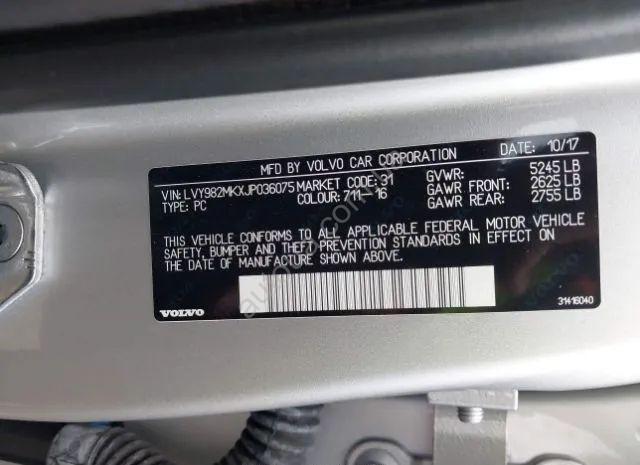 DATE: 10/17
MFD BY VOLVO CAR CORPORATION
VIN: LVY982MKXJP036075 MARKET CODE: 31
TYPE: PC COLOUR: 711- 16
GVWR: 5245 LB
GAWR FRONT: 2625 LB
GAWR REAR: 2755 LB
THIS VEHICLE CONFORMS TO ALL APPLICABLE FEDERAL MOTOR VEHICLE
SAFETY, BUMPER AND THEFT PREVENTION STANDARDS IN EFFECT ON
THE DATE OF MANUFACTURE SHOWN ABOVE.
VOLVO
31416040